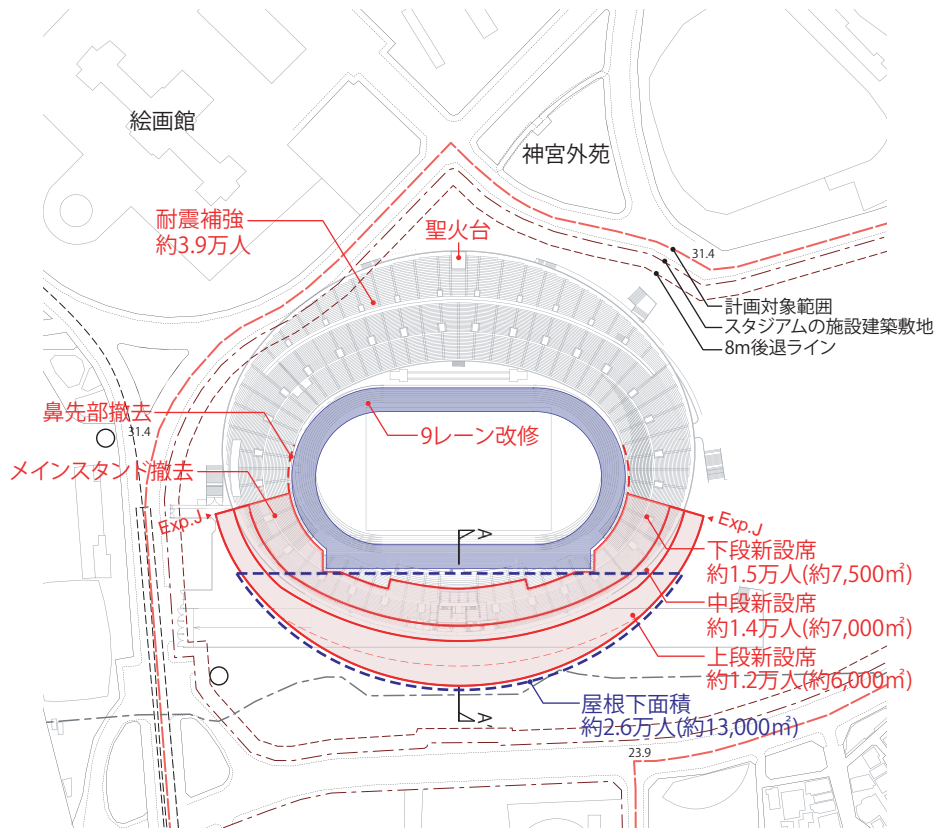 絵画館
神宮外苑
耐震補強
約3.9万人
聖火台
31.4
計画対象範囲
スタジアムの施設建築敷地
8m後退ライン
鼻先部撤去
31.4
9レーン改修
メインスタンド撤去
Exp.J
Exp.J
A
下段新設席
約1.5万人(約7,500㎡)
中段新設席
約1.4万人(約7,000㎡)
上段新設席
約1.2万人(約6,000㎡)
屋根下面積
約2.6万人(約13,000㎡)
A
23.9